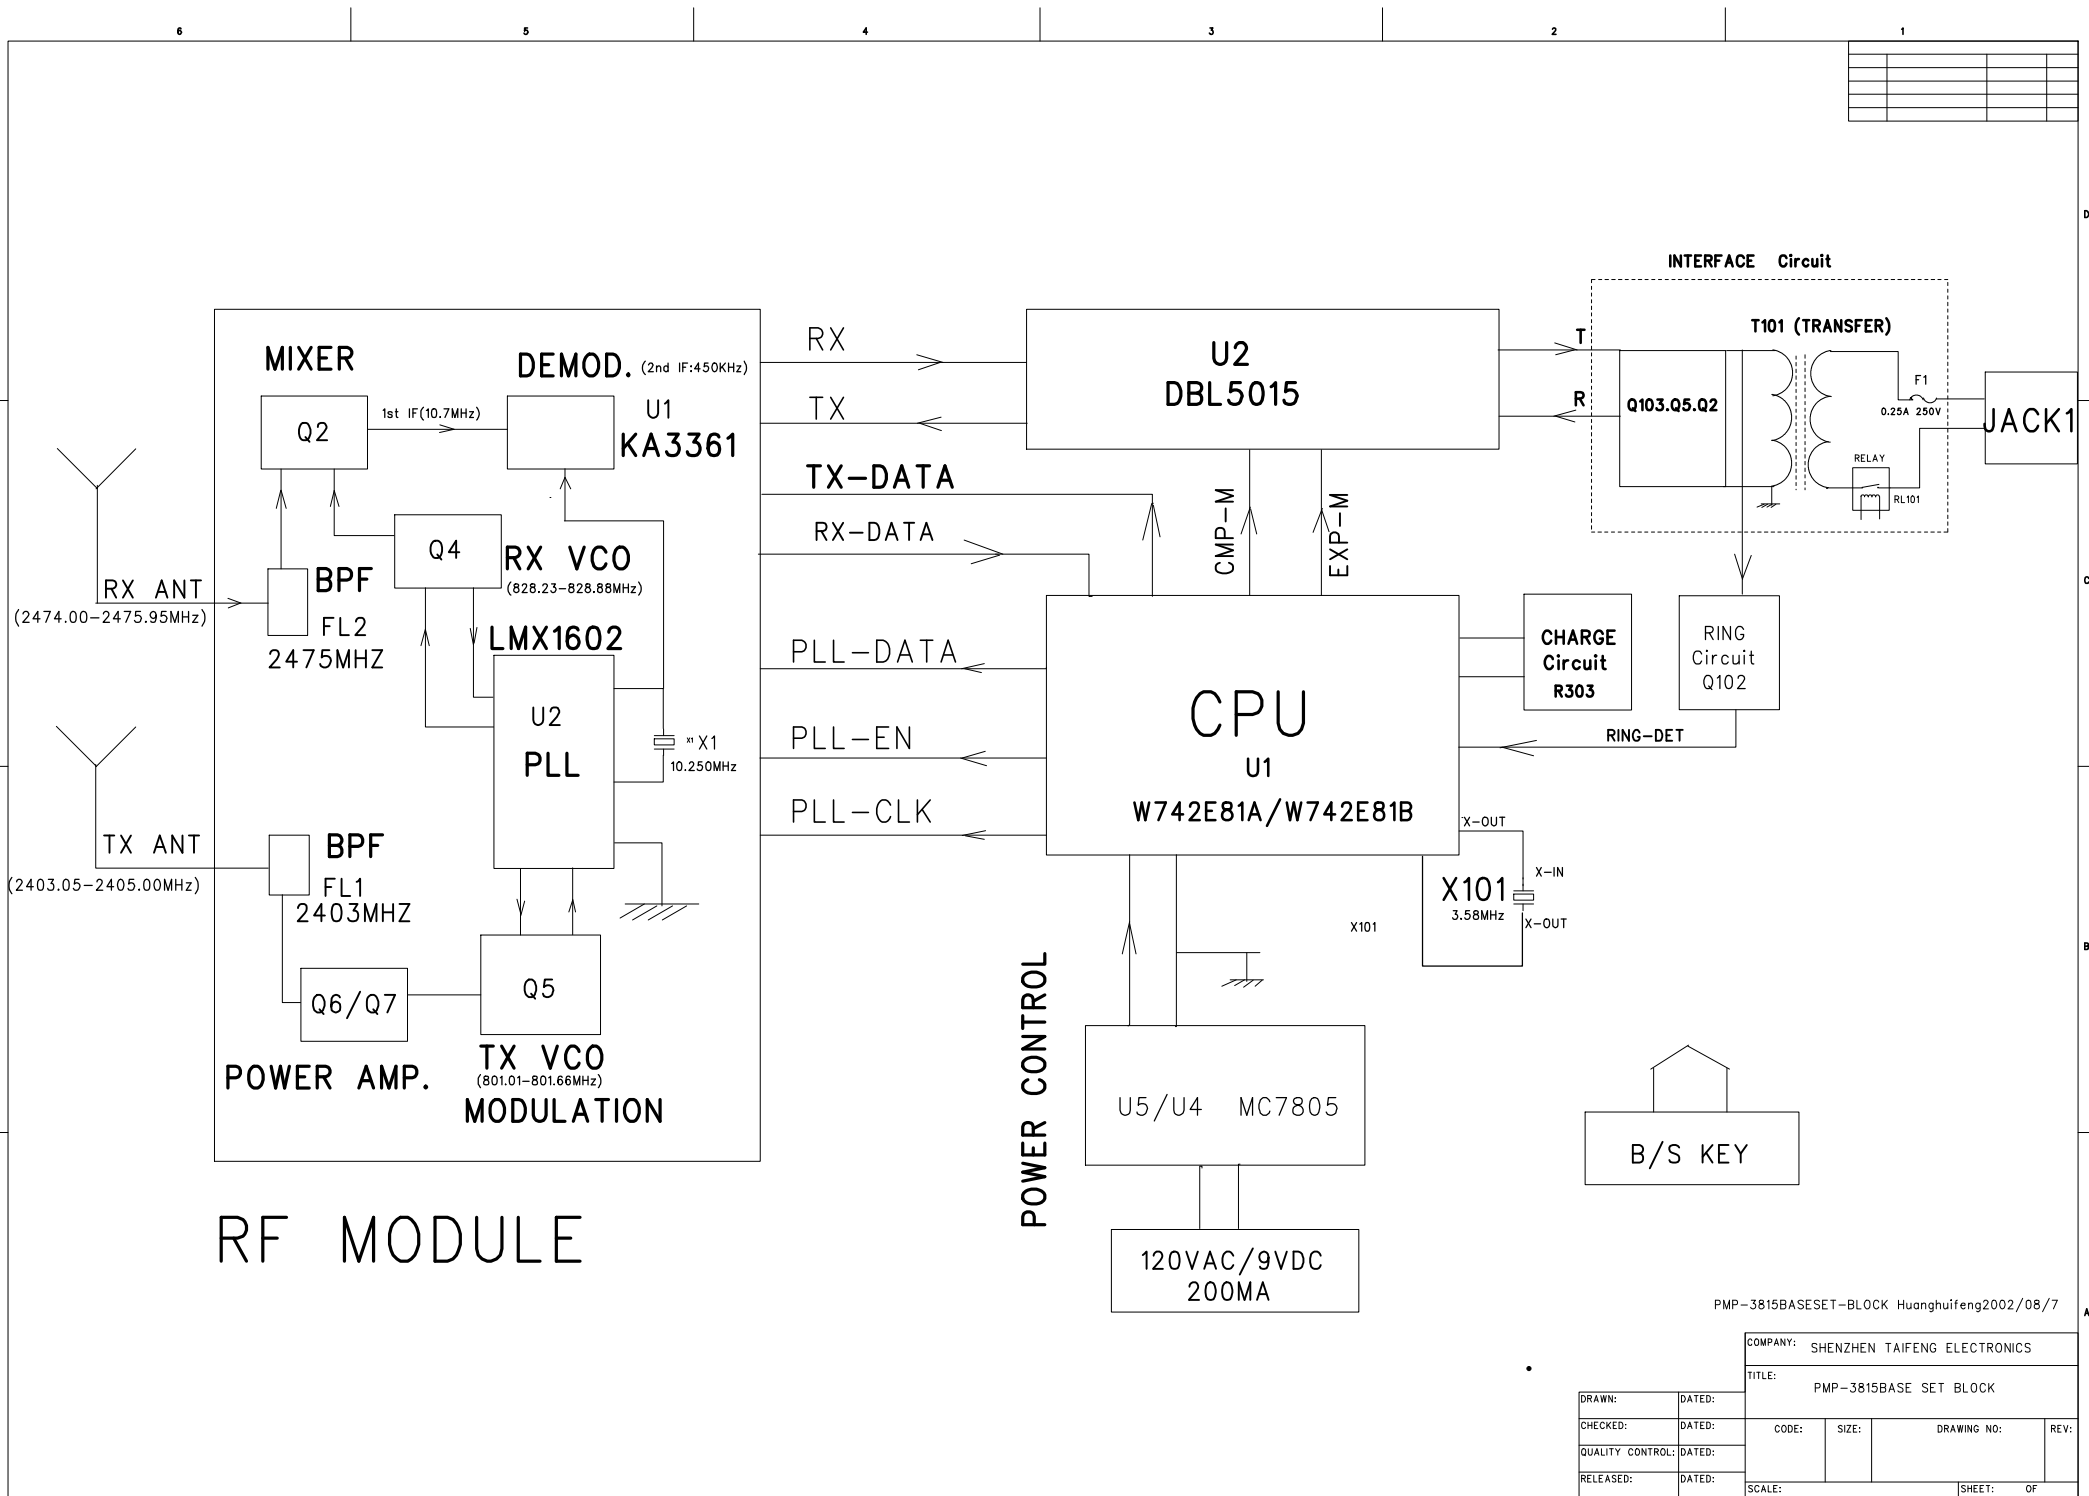 6 5 4 3 2 1
D
C
B
A
INTERFACE Circuit
T101 (TRANSFER)
MIXER
DEMOD. (2nd IF:450KHz)
Q2
1st IF(10.7MHz)
U1
KA3361
RX
TX
TX-DATA
RX-DATA
U2
DBL5015
T
R
Q103.Q5.Q2
F1
0.25A 250V
JACK1
RELAY
RL101
CMP-M
EXP-M
Q4
RX VCO
(828.23-828.88MHz)
RX ANT
(2474.00-2475.95MHz)
BPF
FL2
2475MHZ
LMX1602
U2
PLL
X1 X1
10.250MHz
PLL-DATA
PLL-EN
PLL-CLK
CPU
U1
W742E81A/W742E81B
CHARGE
Circuit
R303
RING
Circuit
Q102
RING-DET
X-OUT
X-IN
X101
3.58MHz
X-OUT
X101
TX ANT
(2403.05-2405.00MHz)
BPF
FL1
2403MHZ
Q6/Q7
Q5
POWER AMP.
TX VCO
(801.01-801.66MHz)
MODULATION
POWER CONTROL
U5/U4 MC7805
B/S KEY
120VAC/9VDC
200MA
RF MODULE
PMP-3815BASESET-BLOCK Huanghuifeng2002/08/7
COMPANY: SHENZHEN TAIFENG ELECTRONICS
TITLE:
PMP-3815BASE SET BLOCK
DRAWN: DATED:
CHECKED: DATED:
CODE: SIZE: DRAWING NO: REV:
QUALITY CONTROL: DATED:
RELEASED: DATED:
SCALE: SHEET: OF